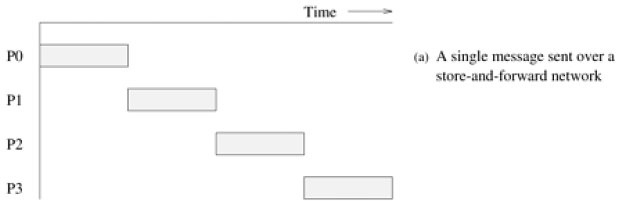 Time
P0
(a) A single message sent over a
store-and-forward network
P1
P2
P3